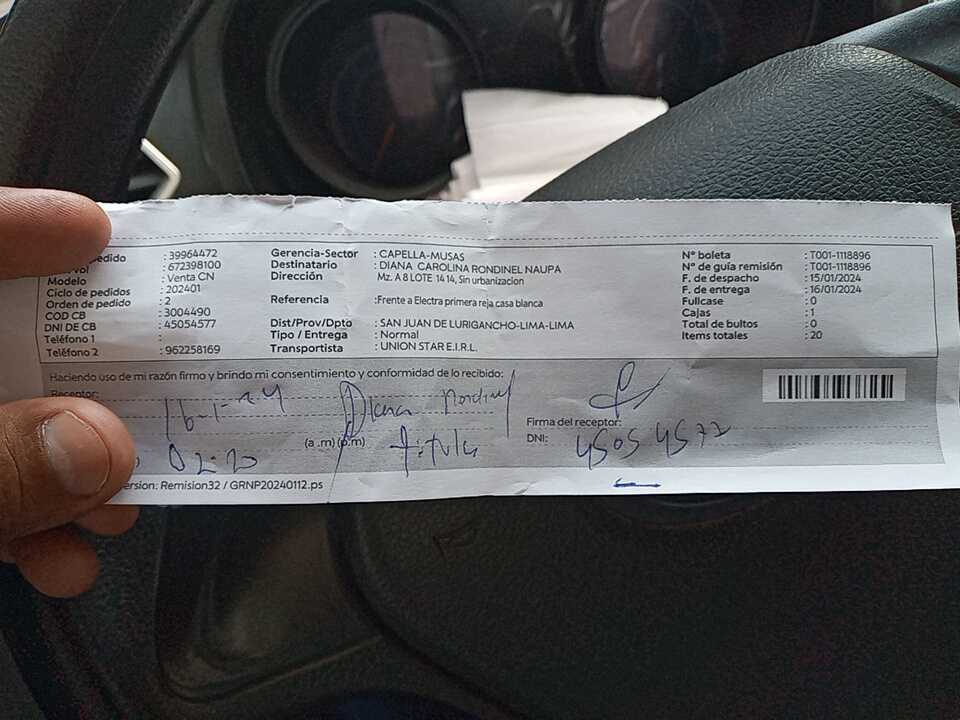 pedido : 39964472
: 672398100
Modelo : Venta CN
Ciclo de pedidos : 202401
Orden de pedido : 2
COD CB : 3004490
DNI DE CB : 45054577
Teléfono 1 :
Teléfono 2 : 962258169
Gerencia-Sector : CAPELLA-MUSAS
Destinatario : DIANA CAROLINA RONDINEL NAUPA
Dirección Mz. A 8 LOTE 14 14, Sin urbanizacion
Referencia :Frente a Electra primera reja casa blanca
Dist/Prov/Dpto : SAN JUAN DE LURIGANCHO-LIMA-LIMA
Tipo / Entrega : Normal
Transportista : UNION STAR E.I.R.L.
N° boleta : T001-1118896
N° de guía remisión : T001-1118896
F. de despacho : 15/01/2024
F. de entrega : 16/01/2024
Fullcase : 0
Cajas : 1
Total de bultos : 0
Items totales : 20
Haciendo uso de mi razón firmo y brindo mi consentimiento y conformidad de lo recibido:
Receptor:
16-1-24 Diana Rondinel
Firma del receptor:
(a .m) (p.m) titular DNI:
02:20
ersion: Remision32 / GRNP20240112.ps